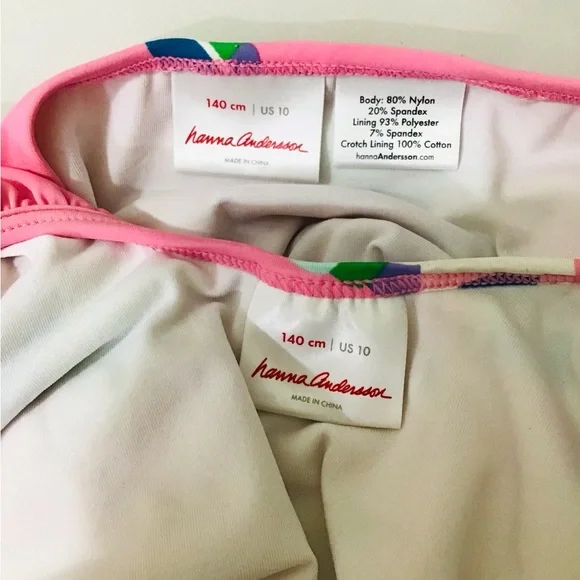 140 cm | US 10
hanna Andersson
MADE IN CHINA
Body: 80% Nylon
20% Spandex
Lining 93% Polyester
7% Spandex
Crotch Lining 100% Cotton
hannaAndersson.com
140 cm | US 10
hanna Andersson
MADE IN CHINA